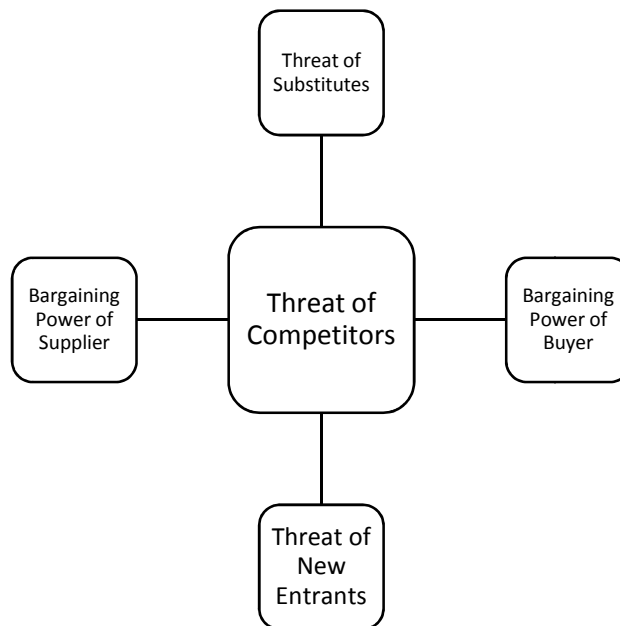 Threat of
Substitutes
Bargaining
Power of
Supplier
Threat of
Competitors
Bargaining
Power of
Buyer
Threat of
New
Entrants